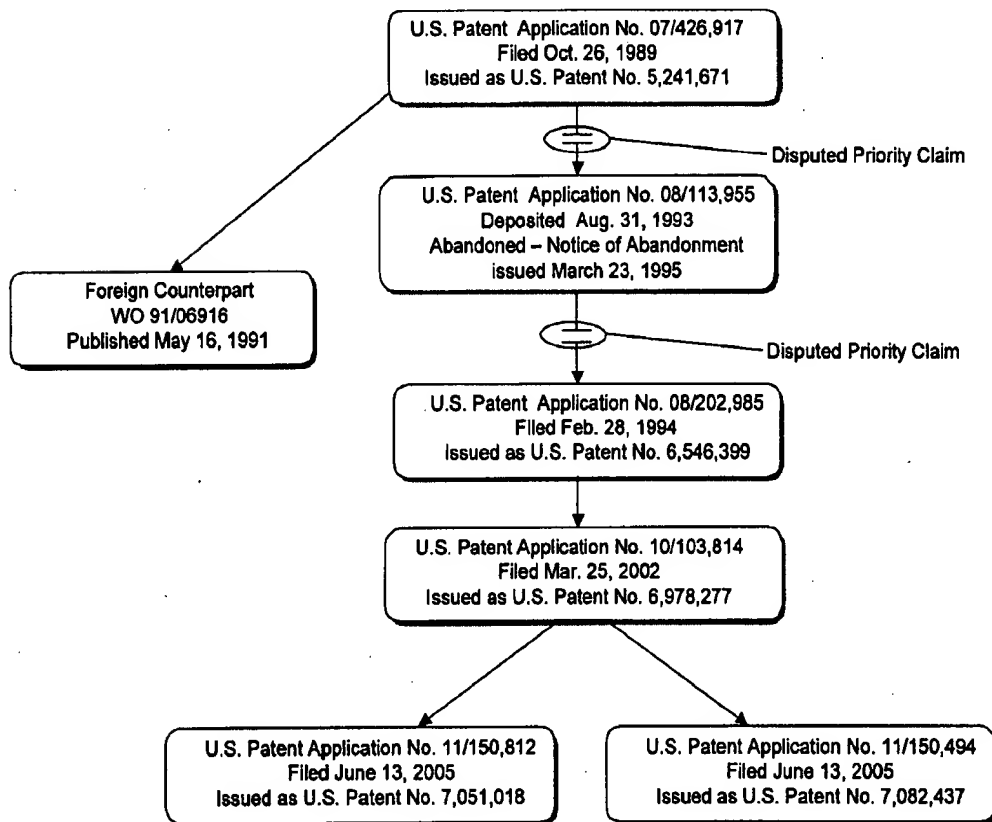 U.S. Patent Application No. 07/426,917
Filed Oct. 26, 1989
Issued as U.S. Patent No. 5,241,671
Disputed Priority Claim
U.S. Patent Application No. 08/113,955
Deposited Aug. 31, 1993
Abandoned – Notice of Abandonment
issued March 23, 1995
Foreign Counterpart
WO 91/06916
Published May 16, 1991
Disputed Priority Claim
U.S. Patent Application No. 08/202,985
Filed Feb. 28, 1994
Issued as U.S. Patent No. 6,546,399
U.S. Patent Application No. 10/103,814
Filed Mar. 25, 2002
Issued as U.S. Patent No. 6,978,277
U.S. Patent Application No. 11/150,812
Filed June 13, 2005
Issued as U.S. Patent No. 7,051,018
U.S. Patent Application No. 11/150,494
Filed June 13, 2005
Issued as U.S. Patent No. 7,082,437